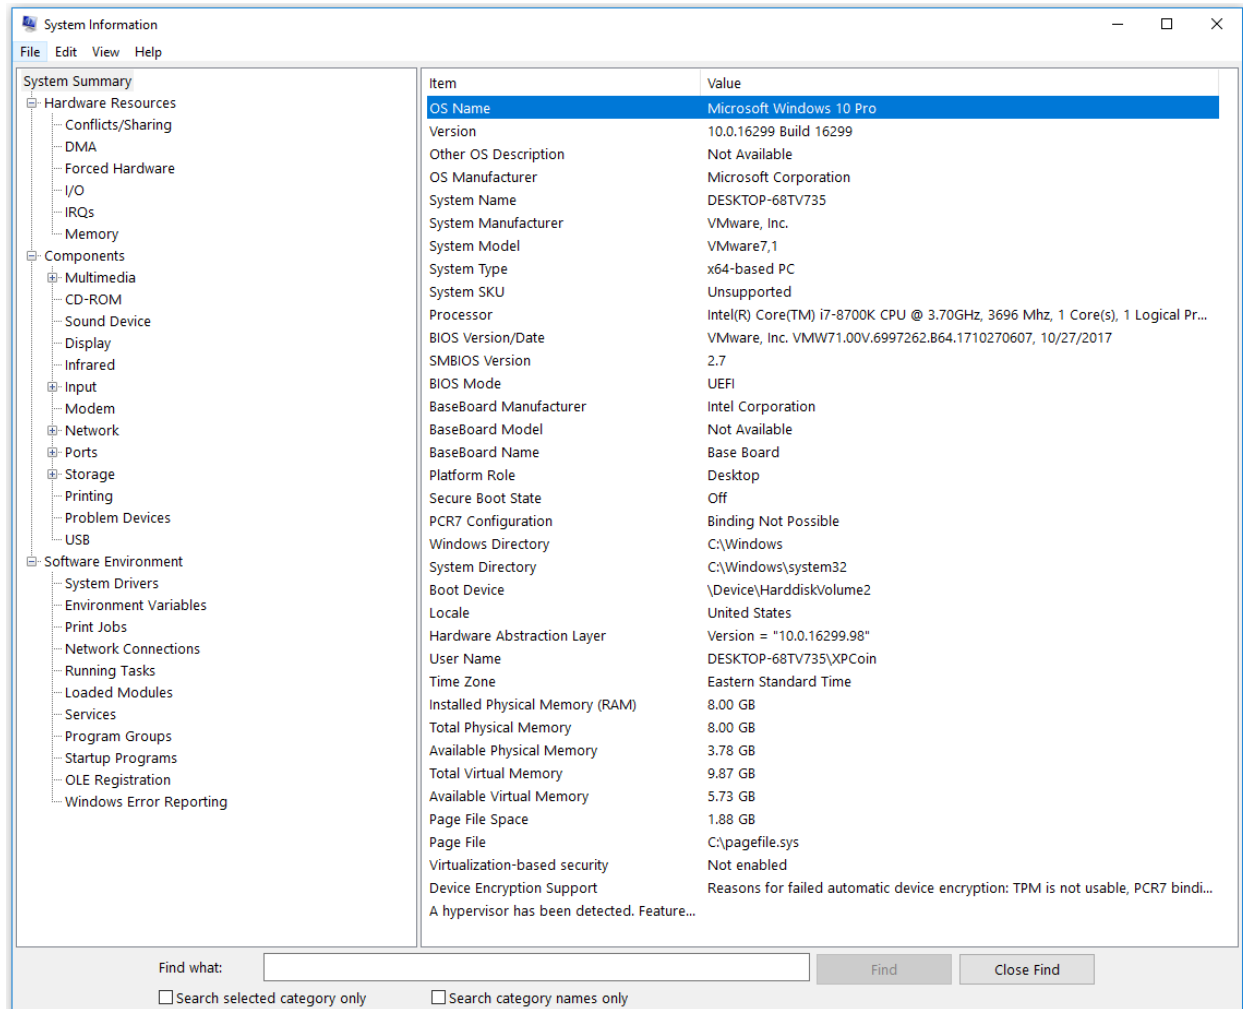 System Information
File Edit View Help
System Summary
Hardware Resources
Conflicts/Sharing
DMA
Forced Hardware
I/O
IRQs
Memory
Components
Multimedia
CD-ROM
Sound Device
Display
Infrared
Input
Modem
Network
Ports
Storage
Printing
Problem Devices
USB
Software Environment
System Drivers
Environment Variables
Print Jobs
Network Connections
Running Tasks
Loaded Modules
Services
Program Groups
Startup Programs
OLE Registration
Windows Error Reporting
Item Value
OS Name Microsoft Windows 10 Pro
Version 10.0.16299 Build 16299
Other OS Description Not Available
OS Manufacturer Microsoft Corporation
System Name DESKTOP-68TV735
System Manufacturer VMware, Inc.
System Model VMware7,1
System Type x64-based PC
System SKU Unsupported
Processor Intel(R) Core(TM) i7-8700K CPU @ 3.70GHz, 3696 Mhz, 1 Core(s), 1 Logical Pr...
BIOS Version/Date VMware, Inc. VMW71.00V.6997262.B64.1710270607, 10/27/2017
SMBIOS Version 2.7
BIOS Mode UEFI
BaseBoard Manufacturer Intel Corporation
BaseBoard Model Not Available
BaseBoard Name Base Board
Platform Role Desktop
Secure Boot State Off
PCR7 Configuration Binding Not Possible
Windows Directory C:\Windows
System Directory C:\Windows\system32
Boot Device \Device\HarddiskVolume2
Locale United States
Hardware Abstraction Layer Version = "10.0.16299.98"
User Name DESKTOP-68TV735\XPCoin
Time Zone Eastern Standard Time
Installed Physical Memory (RAM) 8.00 GB
Total Physical Memory 8.00 GB
Available Physical Memory 3.78 GB
Total Virtual Memory 9.87 GB
Available Virtual Memory 5.73 GB
Page File Space 1.88 GB
Page File C:\pagefile.sys
Virtualization-based security Not enabled
Device Encryption Support Reasons for failed automatic device encryption: TPM is not usable, PCR7 bindi...
A hypervisor has been detected. Feature...
Find what: Find Close Find
Search selected category only Search category names only